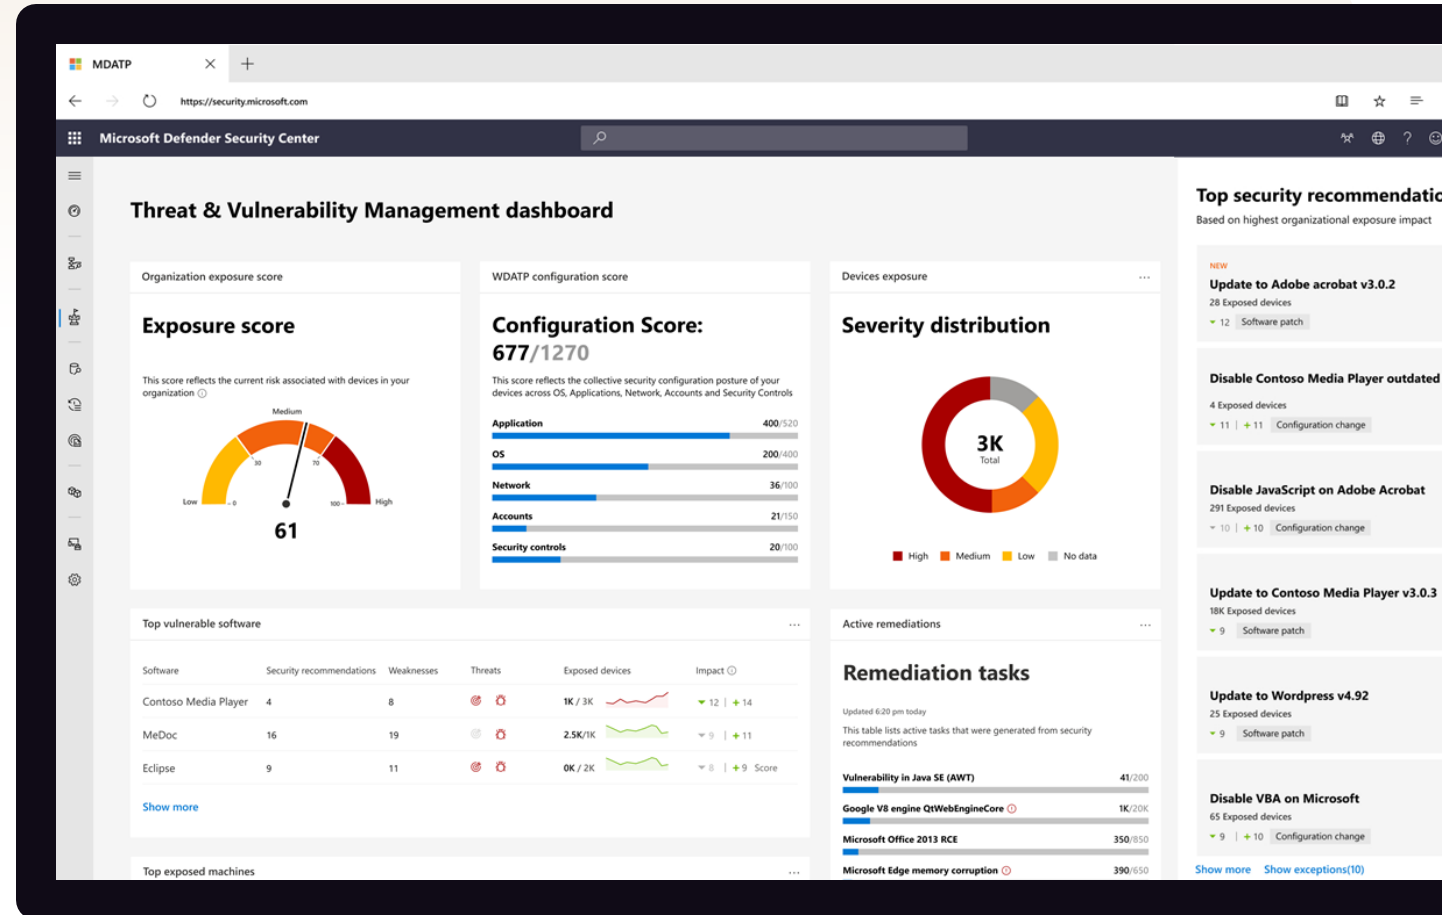 MDATP
https://security.microsoft.com
Microsoft Defender Security Center
Threat & Vulnerability Management dashboard
Organization exposure score
Exposure score
This score reflects the current risk associated with devices in your
organization
Medium
30
70
Low
0
100
High
61
WDATP configuration score
Configuration Score:
677/1270
This score reflects the collective security configuration posture of your
devices across OS, Applications, Network, Accounts and Security Controls
Application 400/520
OS 200/400
Network 36/100
Accounts 21/150
Security controls 20/100
Devices exposure ...
Severity distribution
3K
Total
High Medium Low No data
Top vulnerable software ...
Software Security recommendations Weaknesses Threats Exposed devices Impact
Contoso Media Player 4 8 1K / 3K 12 | + 14
MeDoc 16 19 2.5K/1K 9 | + 11
Eclipse 9 11 0K / 2K 8 | + 9 Score
Show more
Top exposed machines ...
Active remediations ...
Remediation tasks
Updated 6:20 pm today
This table lists active tasks that were generated from security
recommendations
Vulnerability in Java SE (AWT) 41/200
Google V8 engine QtWebEngineCore 1K/20K
Microsoft Office 2013 RCE 350/850
Microsoft Edge memory corruption 390/650
Top security recommendatio
Based on highest organizational exposure impact
NEW
Update to Adobe acrobat v3.0.2
28 Exposed devices
12 Software patch
Disable Contoso Media Player outdated
4 Exposed devices
11 | + 11 Configuration change
Disable JavaScript on Adobe Acrobat
291 Exposed devices
10 | + 10 Configuration change
Update to Contoso Media Player v3.0.3
18K Exposed devices
9 Software patch
Update to Wordpress v4.92
25 Exposed devices
9 Software patch
Disable VBA on Microsoft
65 Exposed devices
9 | + 10 Configuration change
Show more Show exceptions(10)